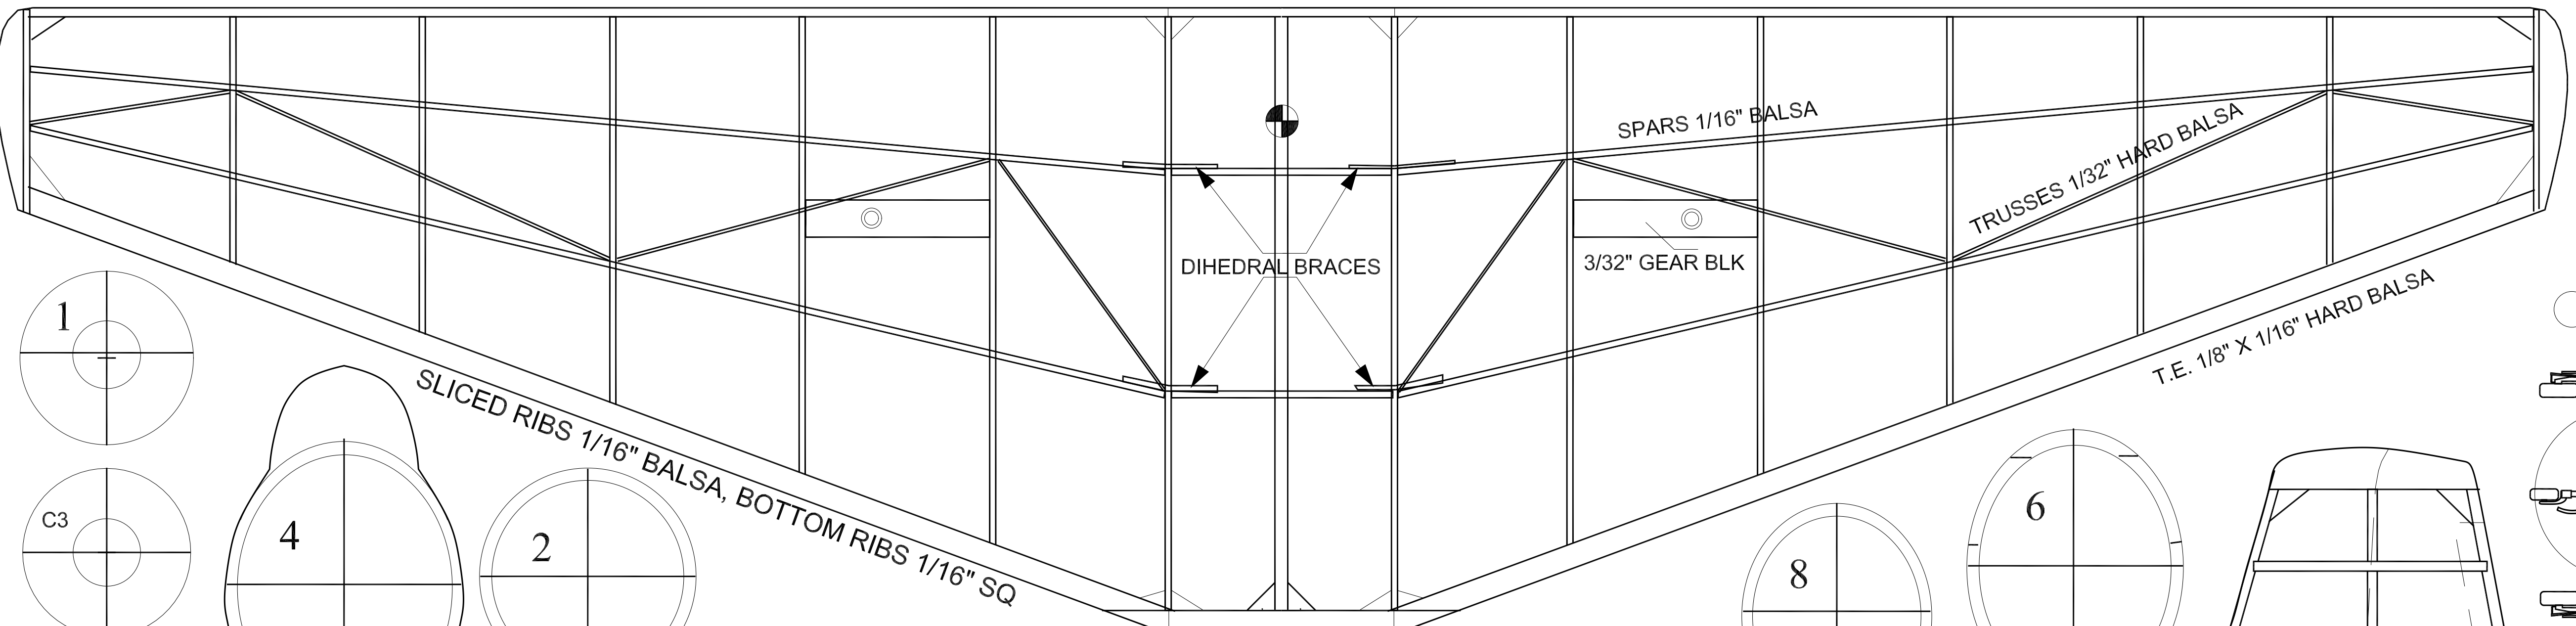 SPARS 1/16" BALSA
TRUSSES 1/32" HARD BALSA
DIHEDRAL BRACES
3/32" GEAR BLK
1
T.E. 1/8" X 1/16" HARD BALSA
SLICED RIBS 1/16" BALSA, BOTTOM RIBS 1/16" SQ
C3
4
2
8
6